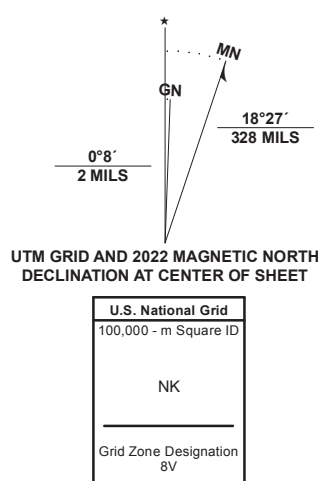 ★
MN
GN
18°27´
328 MILS
0°8´
2 MILS
UTM GRID AND 2022 MAGNETIC NORTH
DECLINATION AT CENTER OF SHEET
U.S. National Grid
100,000 - m Square ID
NK
Grid Zone Designation
8V